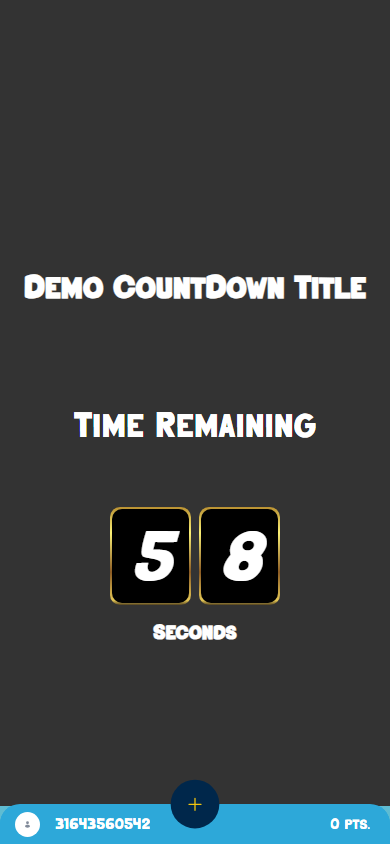 Demo CountDown Title
Time Remaining
5 8
Seconds
31643560542
0 pts.